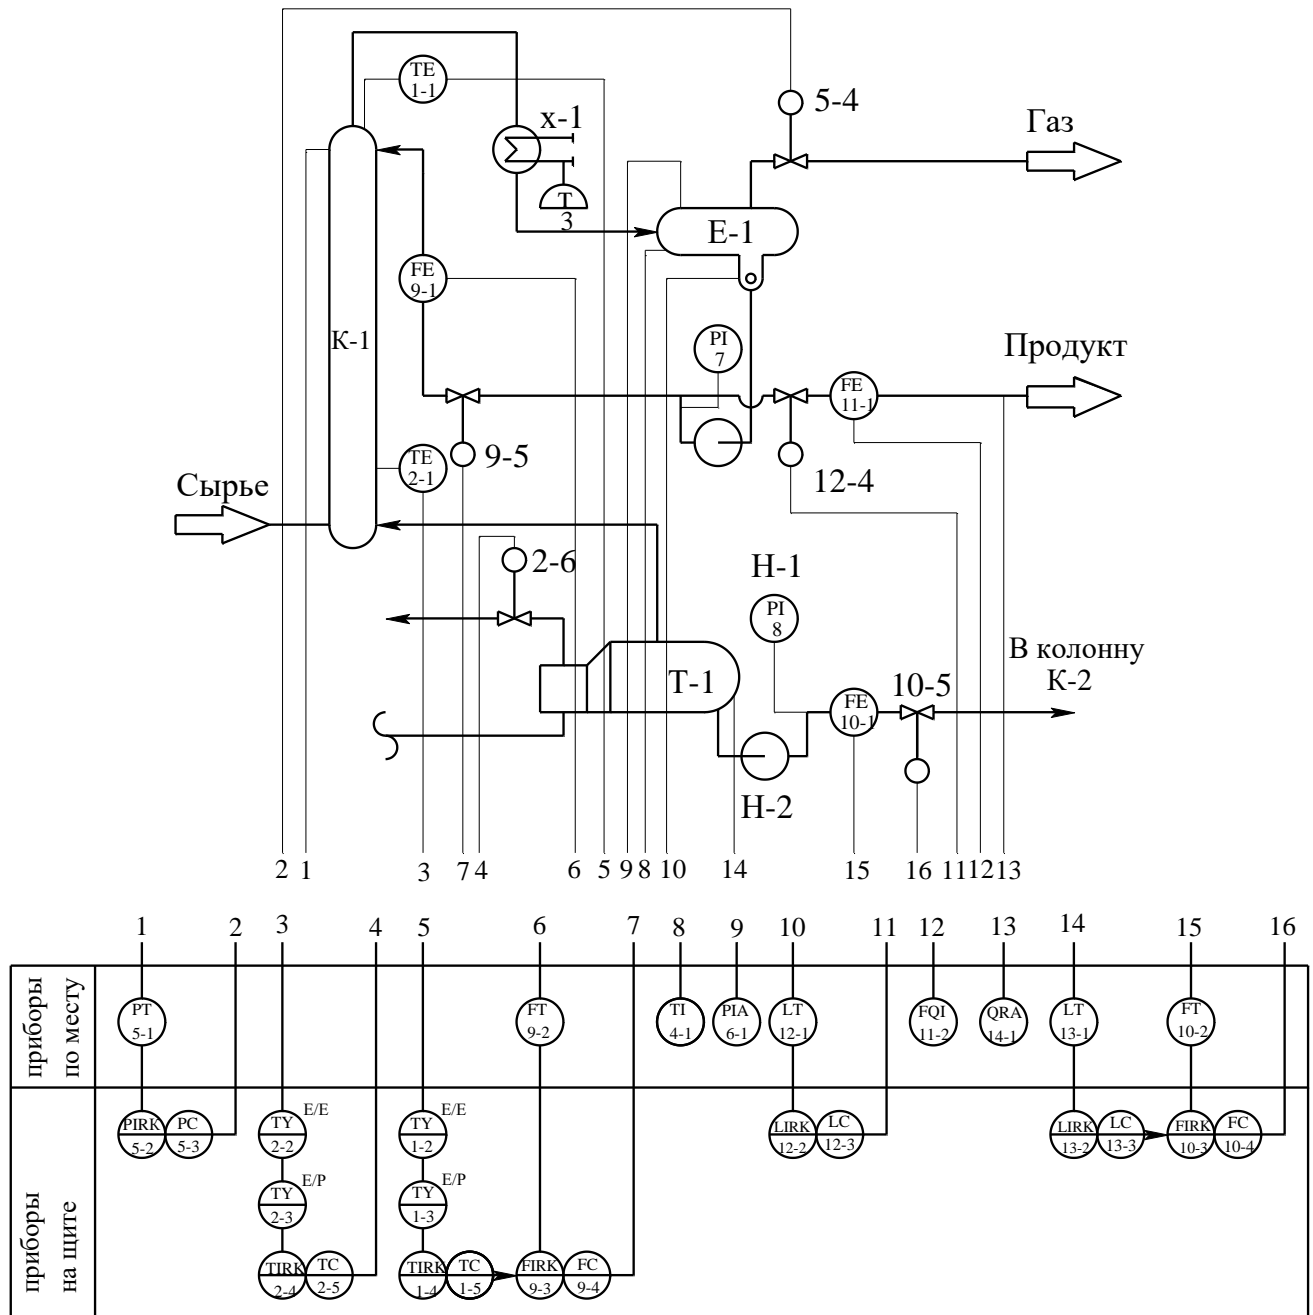 TE
1-1
5-4
х-1
Газ
Т
3
Е-1
FE
9-1
К-1
PI
7
Продукт
FE
11-1
TE
2-1
9-5
12-4
Сырье
2-6
Н-1
PI
8
В колонну
К-2
Т-1
10-5
FE
10-1
Н-2
2 1 3 7 4 6 5 9 8 10 14 15 16 11 12 13
1 2 3 4 5 6 7 8 9 10 11 12 13 14 15 16
приборы
по месту
PT
5-1
FT
9-2
TI
4-1
PIA
6-1
LT
12-1
FQI
11-2
QRA
14-1
LT
13-1
FT
10-2
приборы
на щите
PIRK
5-2
PC
5-3
TY
2-2
E/E
TY
1-2
E/E
LIRK
12-2
LC
12-3
LIRK
13-2
LC
13-3
FIRK
10-3
FC
10-4
TY
2-3
E/P
TY
1-3
E/P
TIRK
2-4
TC
2-5
TIRK
1-4
TC
1-5
FIRK
9-3
FC
9-4